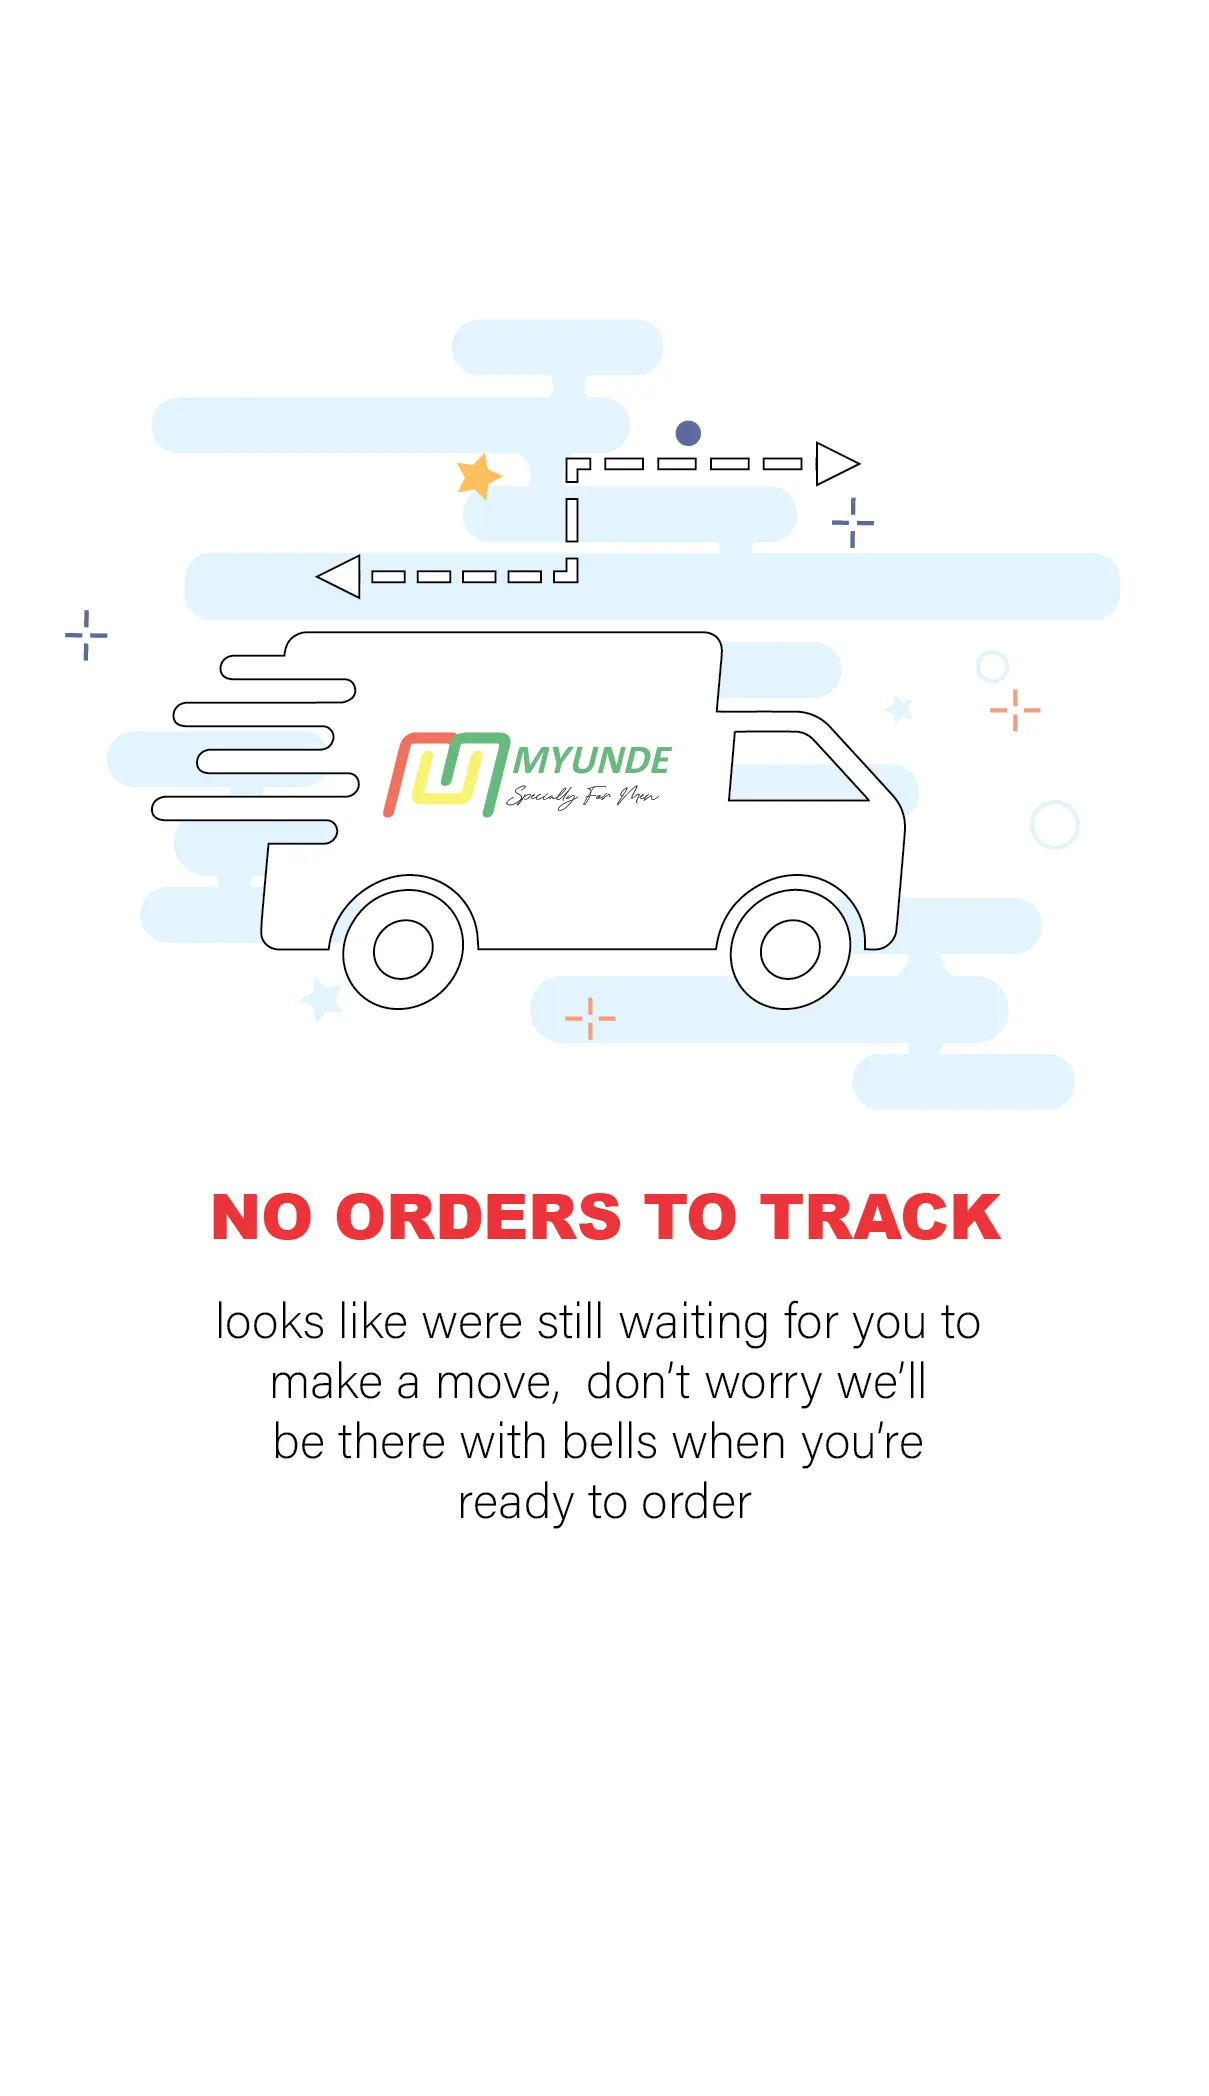 MYUNDE
Specially For Men
NO ORDERS TO TRACK
looks like were still waiting for you to
make a move,  don't worry we'll
be there with bells when you're
ready to order